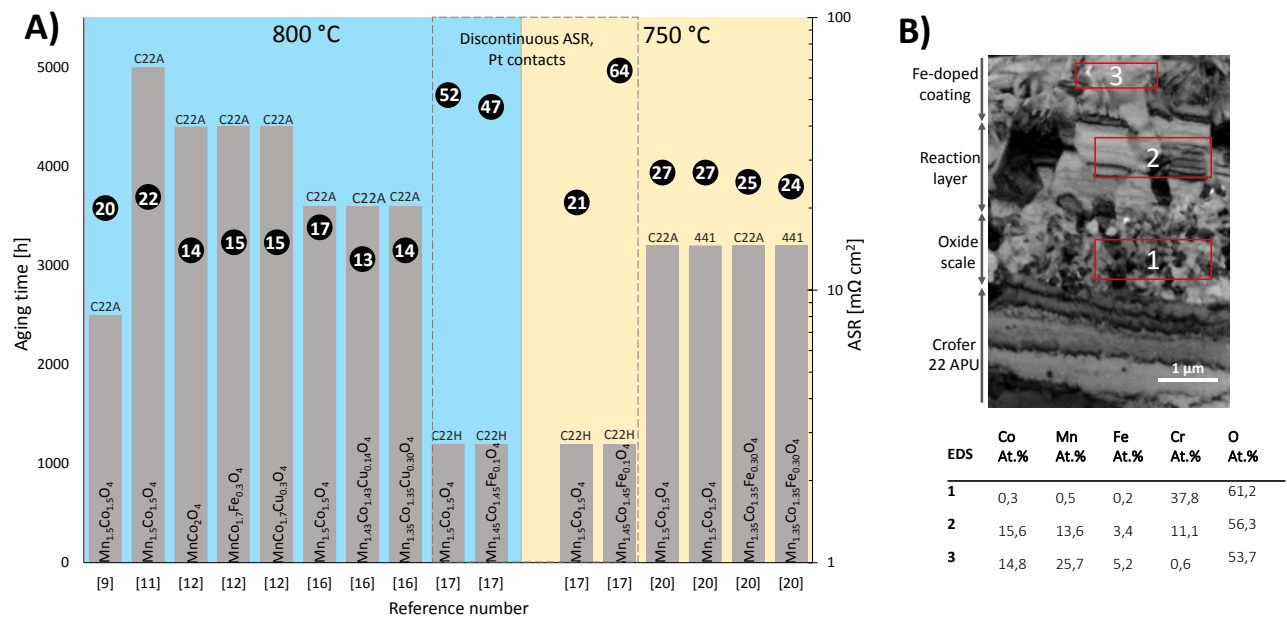 A)
800 °C
750 °C
Discontinuous ASR,
Pt contacts
Aging time [h]
5000
4000
3000
2000
1000
0
C22A
C22A
C22A
C22A
C22A
C22A
C22A
C22A
C22H
C22H
C22H
C22H
C22A
441
C22A
441
20
22
14
15
15
17
13
14
52
47
21
64
27
27
25
24
Mn1.5Co1.5O4
Mn1.5Co1.5O4
MnCo2O4
MnCo1.7Fe0.3O4
MnCo1.7Cu0.3O4
Mn1.5Co1.5O4
Mn1.43Co1.43Cu0.14O4
Mn1.35Co1.35Cu0.30O4
Mn1.5Co1.5O4
Mn1.45Co1.45Fe0.1O4
Mn1.5Co1.5O4
Mn1.45Co1.45Fe0.1O4
Mn1.5Co1.5O4
Mn1.5Co1.5O4
Mn1.35Co1.35Fe0.30O4
Mn1.35Co1.35Fe0.30O4
[9] [11] [12] [12] [12] [16] [16] [16] [17] [17] [17] [17] [20] [20] [20] [20]
Reference number
100
10
1
ASR [mΩ cm2]
B)
Fe-doped
coating
Reaction
layer
Oxide
scale
Crofer
22 APU
3
2
1
1 µm
EDS Co At.% Mn At.% Fe At.% Cr At.% O At.%
1 0,3 0,5 0,2 37,8 61,2
2 15,6 13,6 3,4 11,1 56,3
3 14,8 25,7 5,2 0,6 53,7